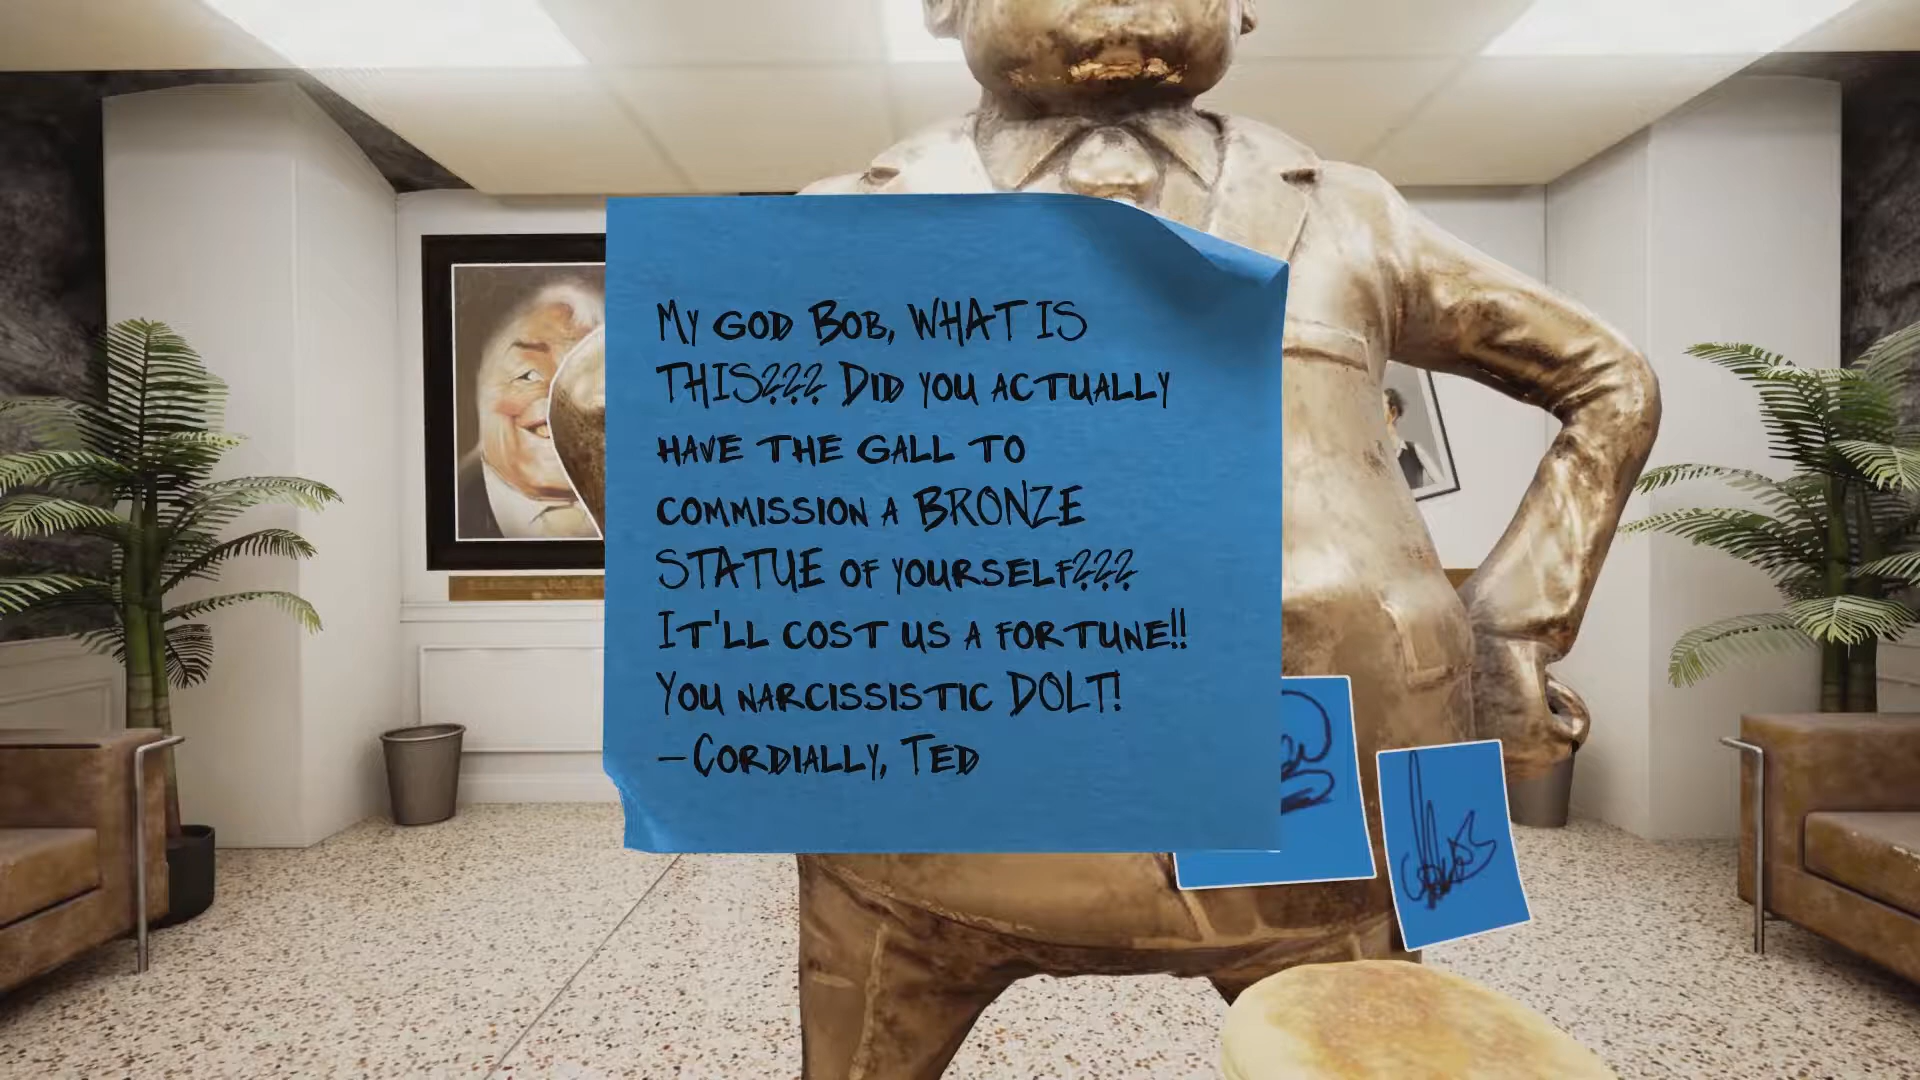 My god Bob, WHAT IS
THIS??? Did you actually
have the gall to
commission a BRONZE
STATUE of yourself???
It'll cost us a fortune!!
You narcissistic DOLT!
–Cordially, Ted